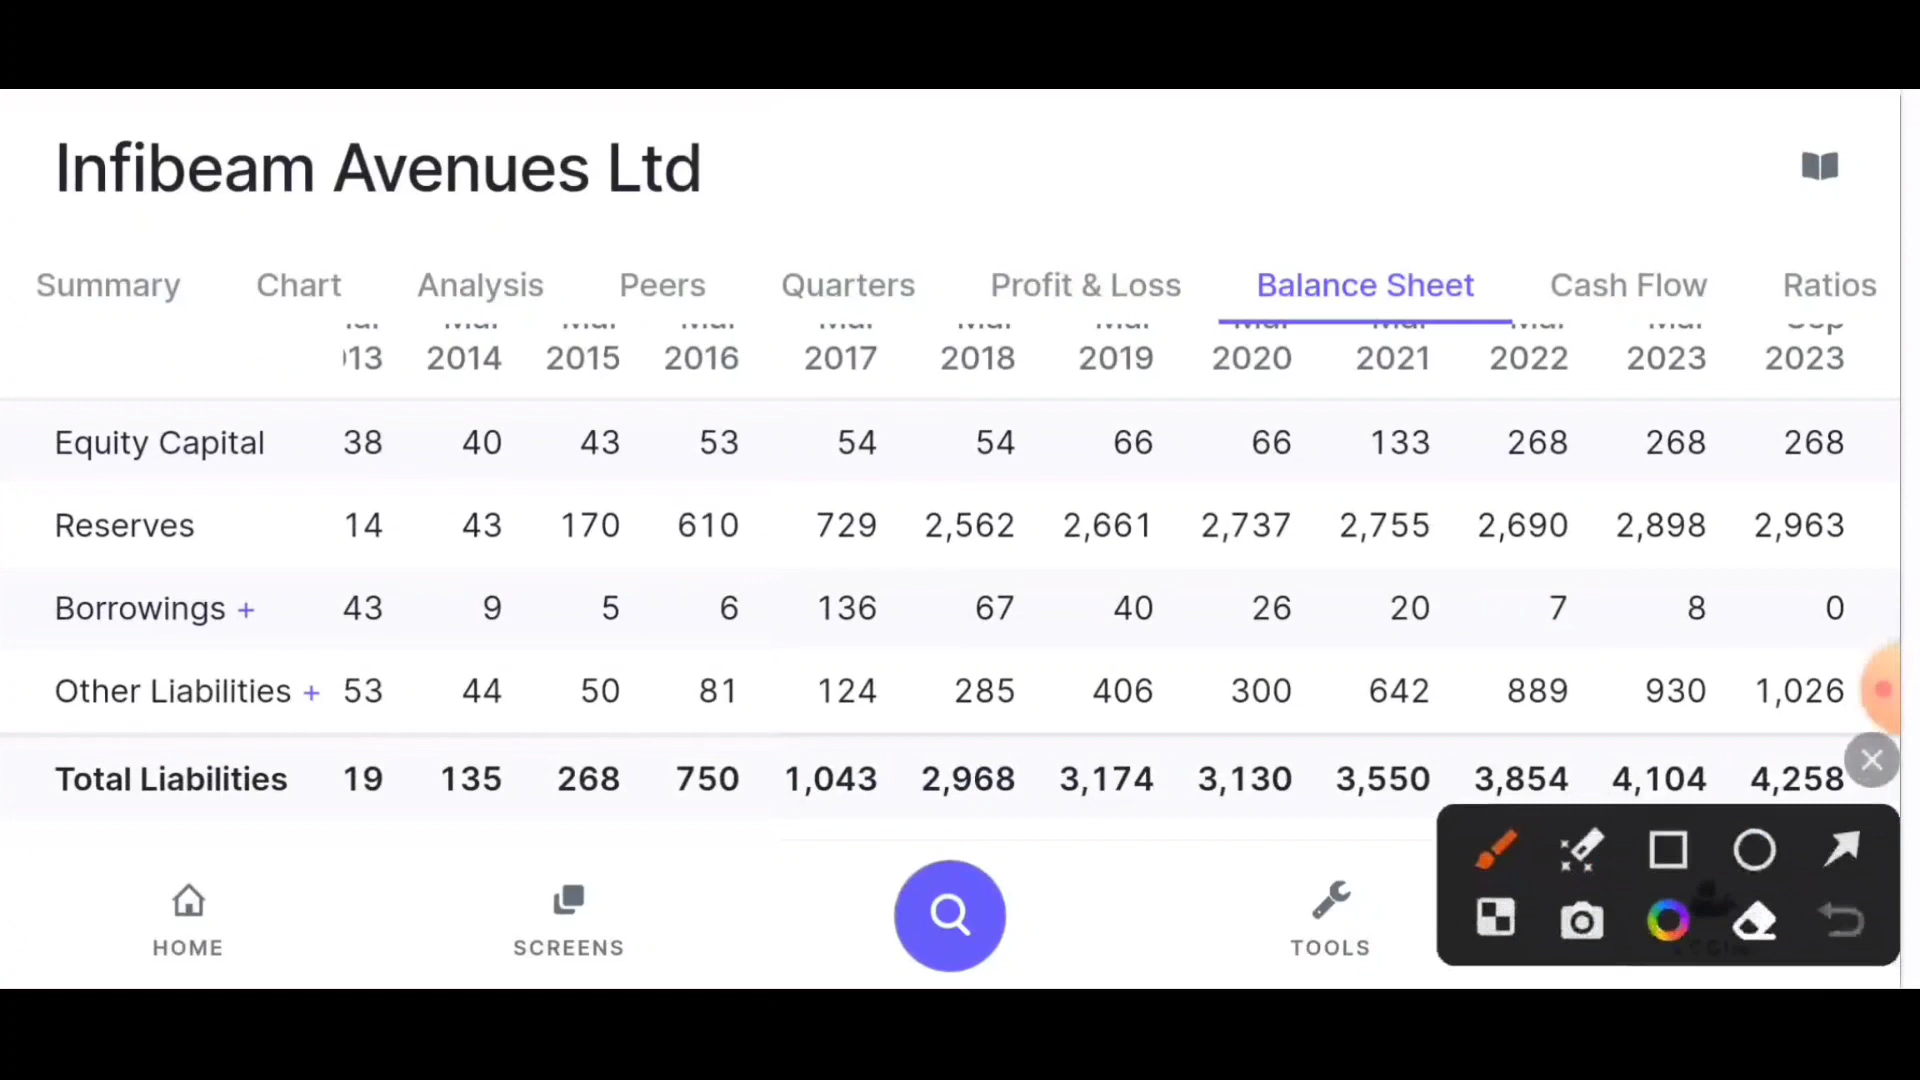 Infibeam Avenues Ltd
Summary Chart Analysis Peers Quarters Profit & Loss Balance Sheet Cash Flow Ratios
13 2014 2015 2016 2017 2018 2019 2020 2021 2022 2023 2023
Equity Capital 38 40 43 53 54 54 66 66 133 268 268 268
Reserves 14 43 170 610 729 2,562 2,661 2,737 2,755 2,690 2,898 2,963
Borrowings + 43 9 5 6 136 67 40 26 20 7 8 0
Other Liabilities + 53 44 50 81 124 285 406 300 642 889 930 1,026
Total Liabilities 19 135 268 750 1,043 2,968 3,174 3,130 3,550 3,854 4,104 4,258
HOME SCREENS TOOLS